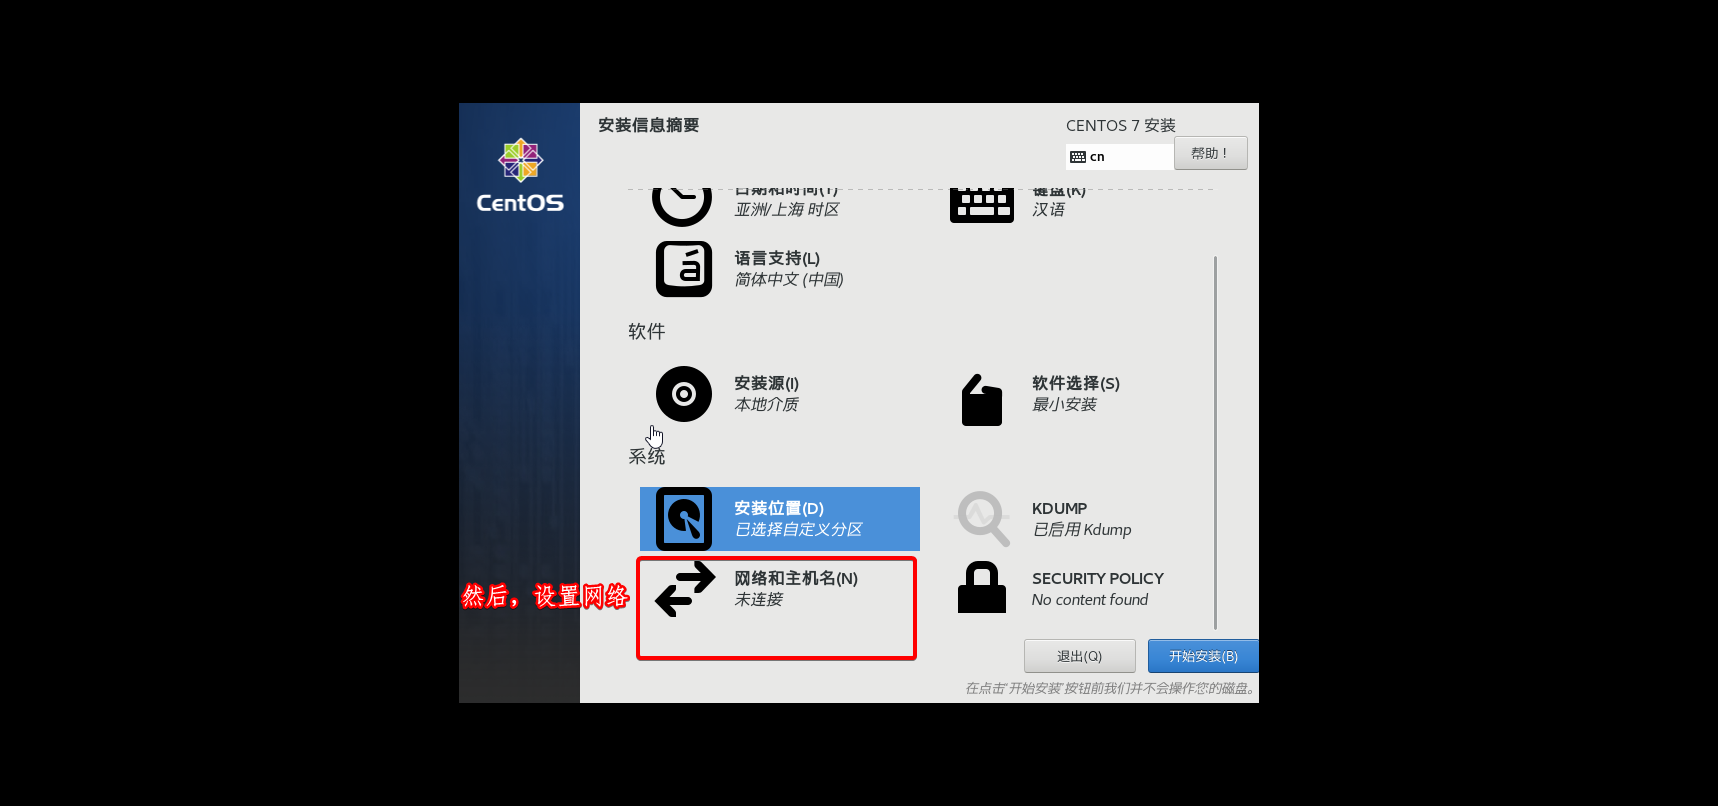 安装信息摘要
CENTOS 7 安装
cn
帮助！
CentOS
日期和时间(T)
亚洲/上海 时区
键盘(K)
汉语
语言支持(L)
简体中文 (中国)
软件
安装源(I)
本地介质
软件选择(S)
最小安装
系统
安装位置(D)
已选择自定义分区
KDUMP
已启用 Kdump
然后，设置网络
网络和主机名(N)
未连接
SECURITY POLICY
No content found
退出(Q)
开始安装(B)
在点击"开始安装"按钮前我们并不会操作您的磁盘。